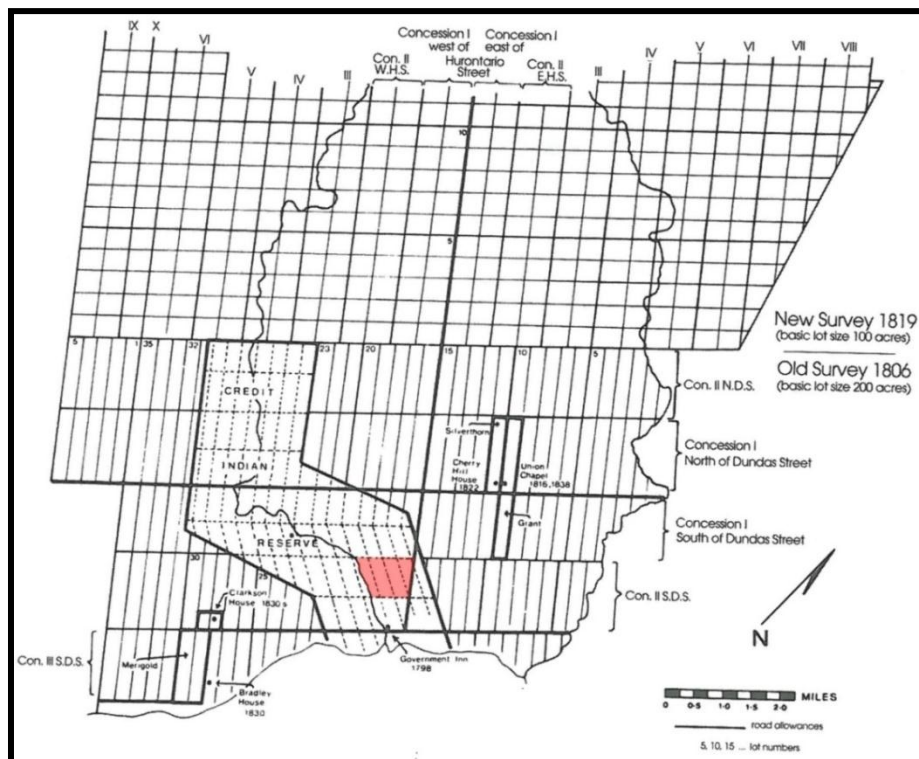 IX X
VI
V
IV
III
Con. II
W.H.S.
Concession I
west of
Hurontario
Street
Concession I
east of
Con. II
E.H.S.
III
IV
V
VI
VII
VIII
10
5
New Survey 1819
(basic lot size 100 acres)
Old Survey 1806
(basic lot size 200 acres)
5
1 35
32
23
20
15
10
5
Con. II N.D.S.
CREDIT
Silverthorn
Concession I
North of Dundas Street
INDIAN
Cherry
Hill
House
1822
Union
Chapel
1816,1838
Grant
Concession I
South of Dundas Street
RESERVE
30
25
Con. II S.D.S.
Clarkson
House 1830s
N
Con. III S.D.S.
Merigold
Government Inn
1798
Bradley
House
1830
MILES
0 0·5 1·0 1·5 2·0
road allowances
5, 10, 15 ... lot numbers